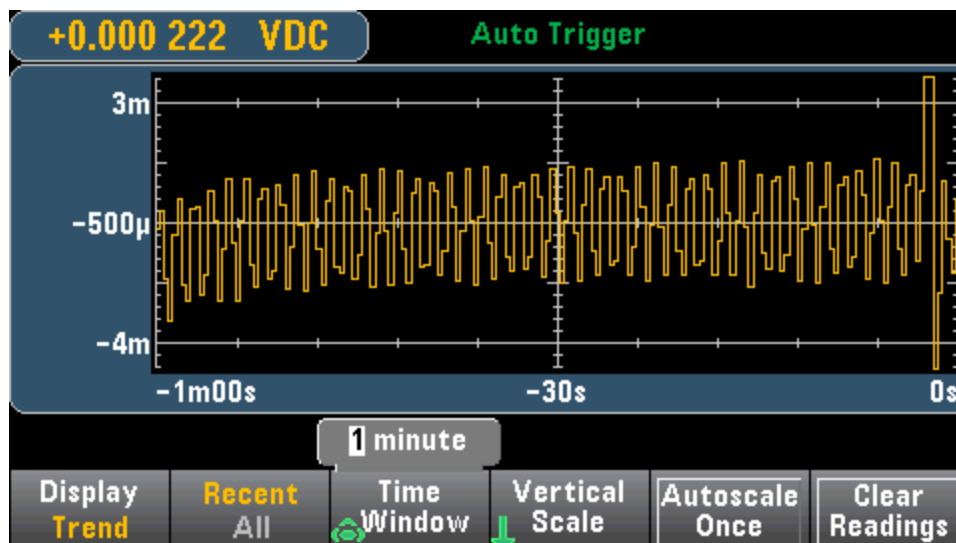 +0.000 222 VDC
Auto Trigger
3m
-500µ
-4m
-1m00s -30s 0s
1 minute
Display Recent Time Vertical Autoscale Clear
Trend All Window Scale Once Readings